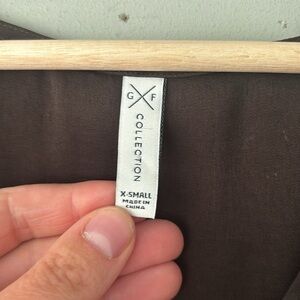 G F
COLLECTION
X-SMALL
MADE IN
CHINA